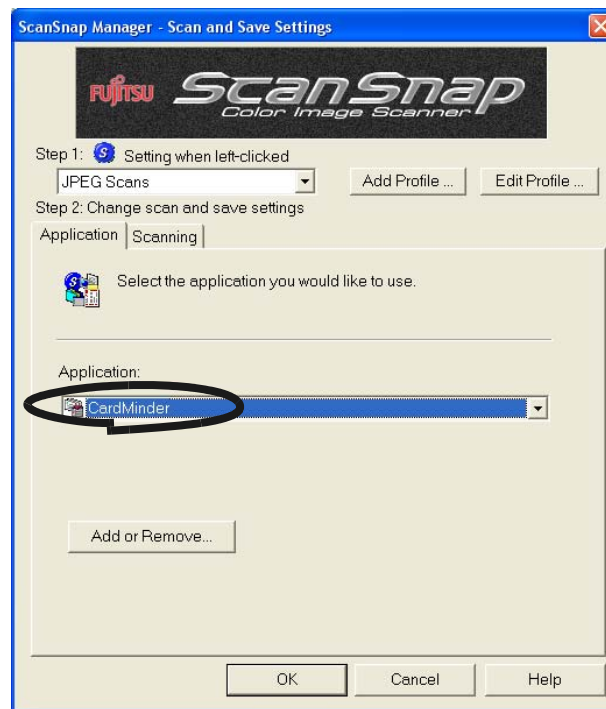 ScanSnap Manager - Scan and Save Settings
FUJITSU ScanSnap
Color Image Scanner
Step 1: S Setting when left-clicked
JPEG Scans Add Profile ... Edit Profile ...
Step 2: Change scan and save settings
Application Scanning
Select the application you would like to use.
Application:
CardMinder
Add or Remove...
OK Cancel Help